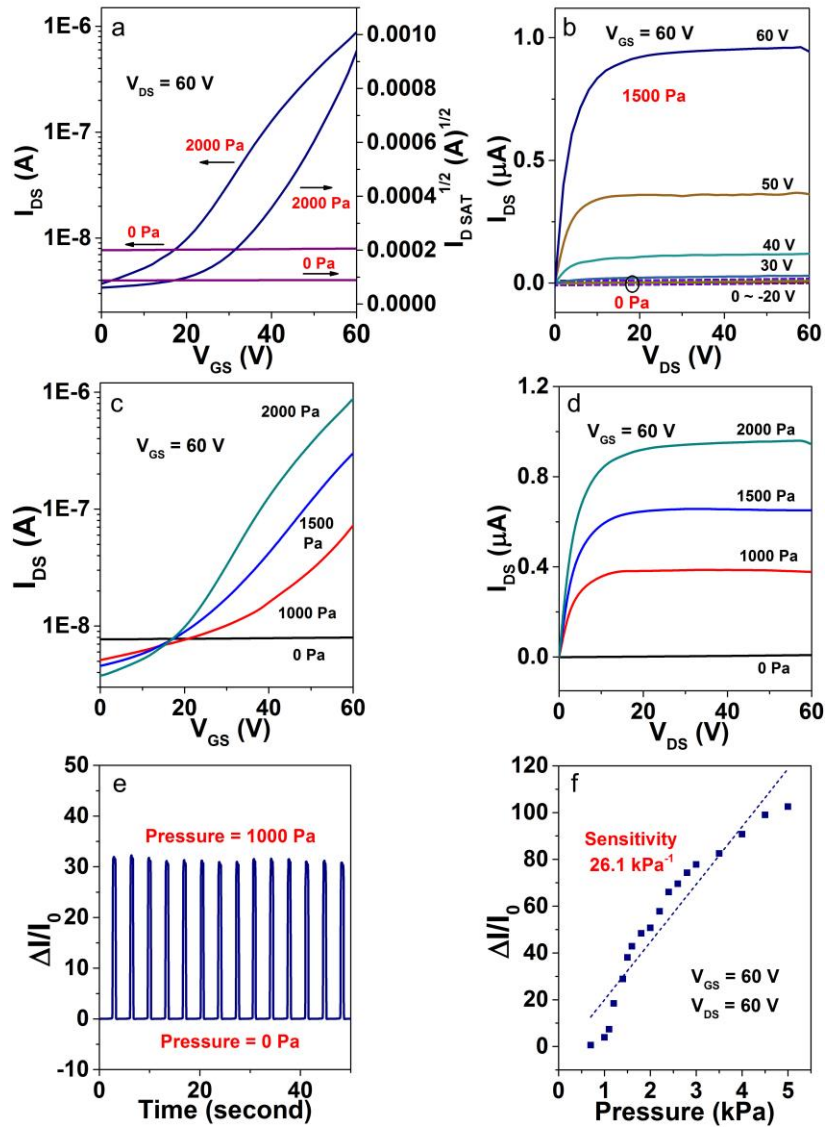 a
V_DS = 60 V
2000 Pa
0 Pa
2000 Pa
0 Pa
1E-6
1E-7
1E-8
I_DS (A)
0.0010
0.0008
0.0006
0.0004
0.0002
0.0000
I_D SAT^1/2 (A)^1/2
0 20 40 60
V_GS (V)
b
V_GS = 60 V
60 V
1500 Pa
50 V
40 V
30 V
0 Pa
0 ~ -20 V
1.0
0.5
0.0
I_DS (µA)
0 20 40 60
V_DS (V)
c
V_GS = 60 V
2000 Pa
1500
Pa
1000 Pa
0 Pa
1E-6
1E-7
1E-8
I_DS (A)
0 20 40 60
V_GS (V)
d
V_GS = 60 V
2000 Pa
1500 Pa
1000 Pa
0 Pa
1.2
0.8
0.4
0.0
I_DS (µA)
0 10 20 30 40 50 60
V_DS (V)
e
Pressure = 1000 Pa
Pressure = 0 Pa
50
40
30
20
10
0
-10
ΔI/I_0
0 20 40
Time (second)
f
Sensitivity
26.1 kPa^-1
V_GS = 60 V
V_DS = 60 V
120
100
80
60
40
20
0
ΔI/I_0
0 1 2 3 4 5
Pressure (kPa)